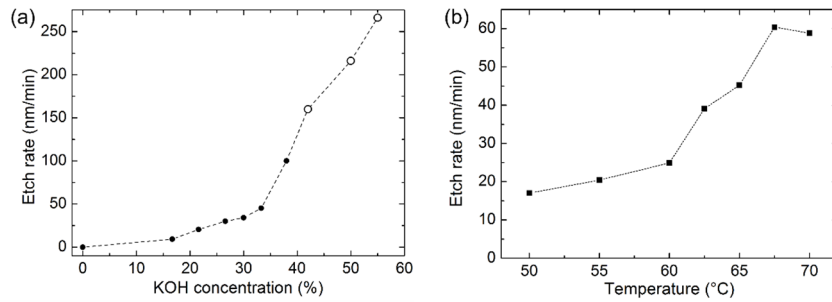 (a)
Etch rate (nm/min)
250
200
150
100
50
0
0 10 20 30 40 50 60
KOH concentration (%)
(b)
Etch rate (nm/min)
60
50
40
30
20
10
0
50 55 60 65 70
Temperature (°C)